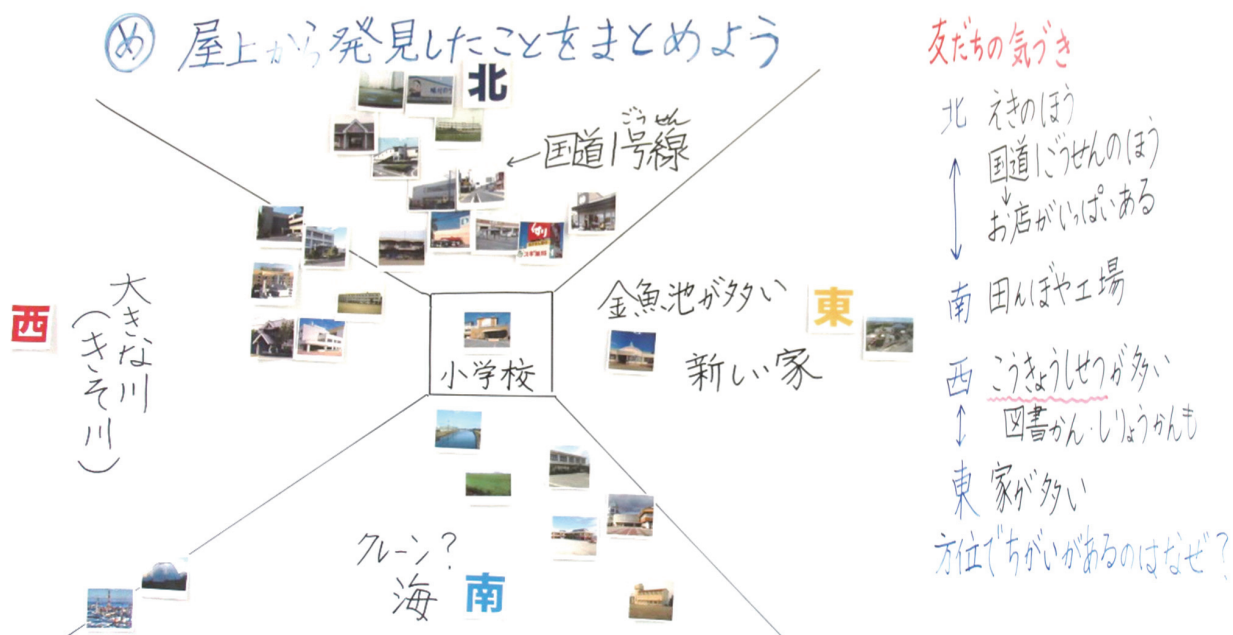 め 屋上から発見したことをまとめよう
北
ごうせん
←国道1号線
西
大きな川
(きそ川)
小学校
金魚池が多い
東
新しい家
クレーン?
海
南
友だちの気づき
北 えきのほう
国道1ごうせんのほう
↓
お店がいっぱいある
↕
南 田んぼや工場
西 こうきょうしせつが多い
図書かん・しりょうかんも
↕
東 家が多い
方位でちがいがあるのはなぜ?